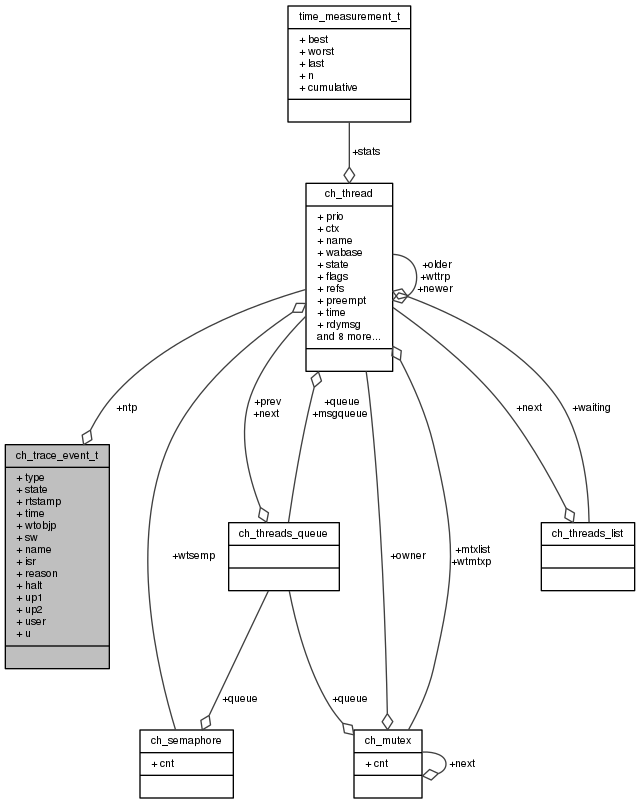 time_measurement_t
+ best
+ worst
+ last
+ n
+ cumulative
+stats
ch_thread
+ prio
+ ctx
+ name
+ wabase
+ state
+ flags
+ refs
+ preempt
+ time
+ rdymsg
and 8 more...
+older
+wttrp
+newer
+ntp
+prev
+next
+queue
+msgqueue
+next
+waiting
ch_trace_event_t
+ type
+ state
+ rtstamp
+ time
+ wtobjp
+ sw
+ name
+ isr
+ reason
+ halt
+ up1
+ up2
+ user
+ u
ch_threads_queue
ch_threads_list
+wtsemp
+owner
+mtxlist
+wtmtxp
+queue
+queue
ch_semaphore
+ cnt
ch_mutex
+ cnt
+next